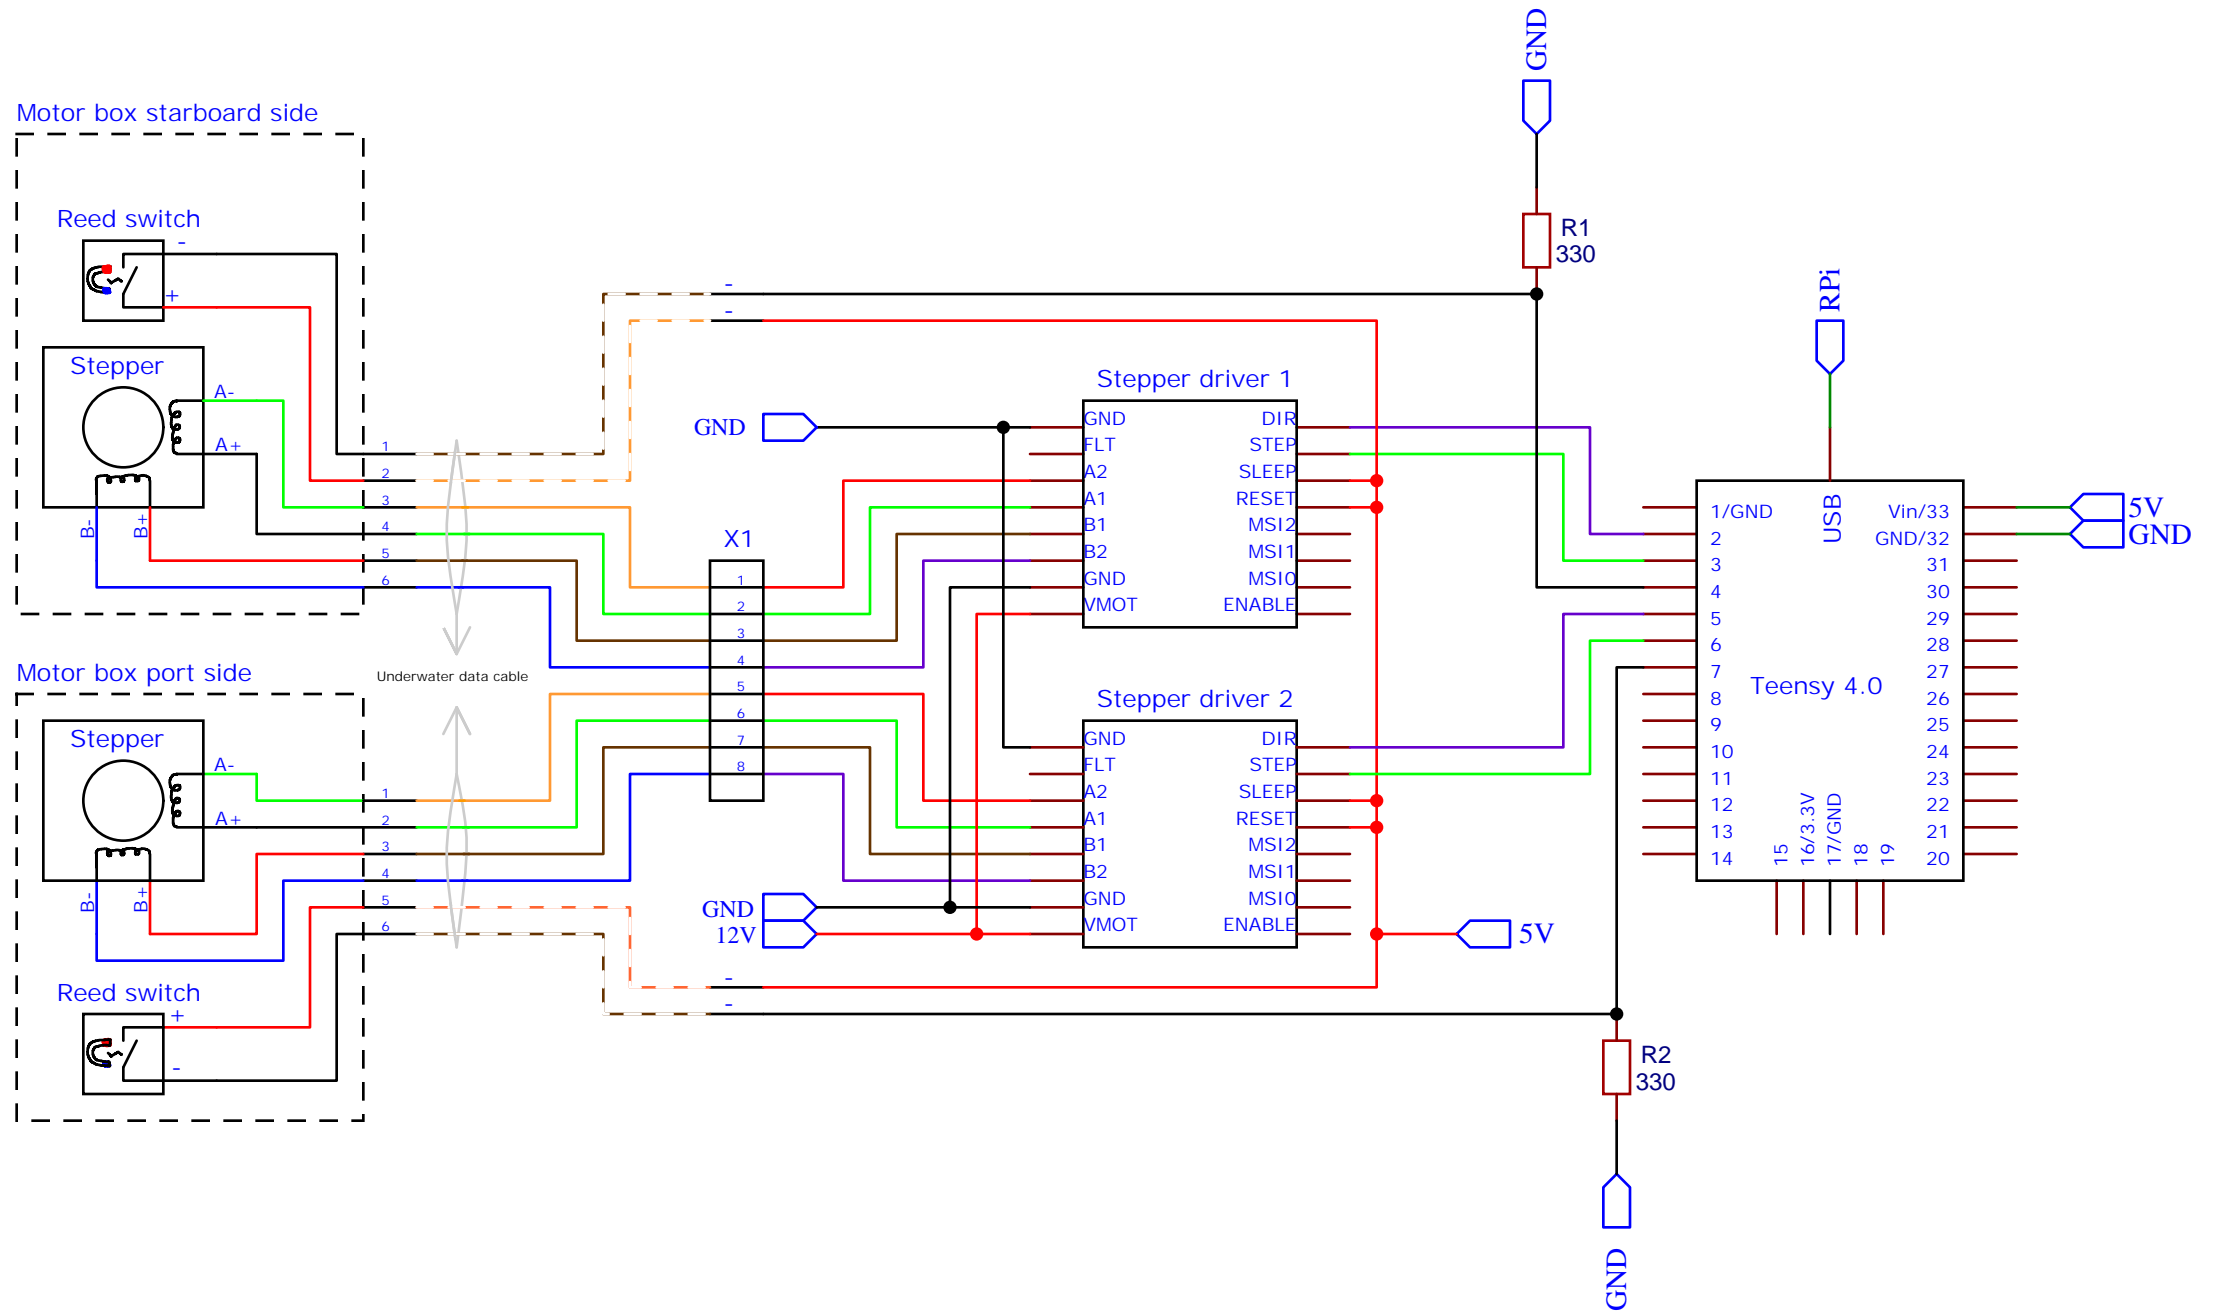 GND
Motor box starboard side
Reed switch
-
+
R1
330
-
-
RPi
Stepper
A-
A+
B-
B+
1
2
3
4
5
6
Stepper driver 1
GND
GND
FLT
A2
A1
B1
B2
GND
VMOT
DIR
STEP
SLEEP
RESET
MSI2
MSI1
MSI0
ENABLE
X1
1
2
3
4
5
6
7
8
USB
1/GND
2
3
4
5
6
7
8
9
10
11
12
13
14
Teensy 4.0
15
16/3.3V
17/GND
18
19
Vin/33
GND/32
31
30
29
28
27
26
25
24
23
22
21
20
5V
GND
Underwater data cable
Motor box port side
Stepper
A-
A+
B-
B+
1
2
3
4
5
6
Stepper driver 2
GND
FLT
A2
A1
B1
B2
GND
VMOT
DIR
STEP
SLEEP
RESET
MSI2
MSI1
MSI0
ENABLE
GND
12V
5V
-
-
Reed switch
+
-
R2
330
GND